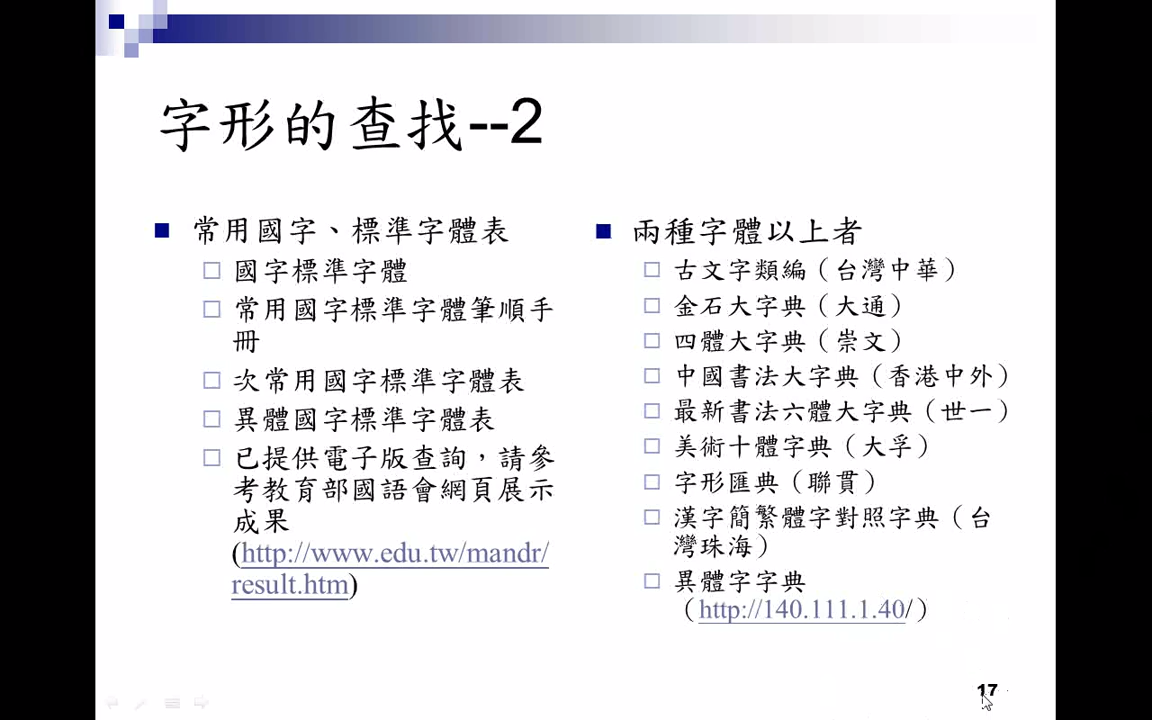 字形的查找--2
常用國字、標準字體表
國字標準字體
常用國字標準字體筆順手
冊
次常用國字標準字體表
異體國字標準字體表
已提供電子版查詢，請參
考教育部國語會網頁展示
成果
(http://www.edu.tw/mandr/
result.htm)
兩種字體以上者
古文字類編（台灣中華）
金石大字典（大通）
四體大字典（崇文）
中國書法大字典（香港中外）
最新書法六體大字典（世一）
美術十體字典（大孚）
字形匯典（聯貫）
漢字簡繁體字對照字典（台
灣珠海）
異體字字典
（http://140.111.1.40/）
17